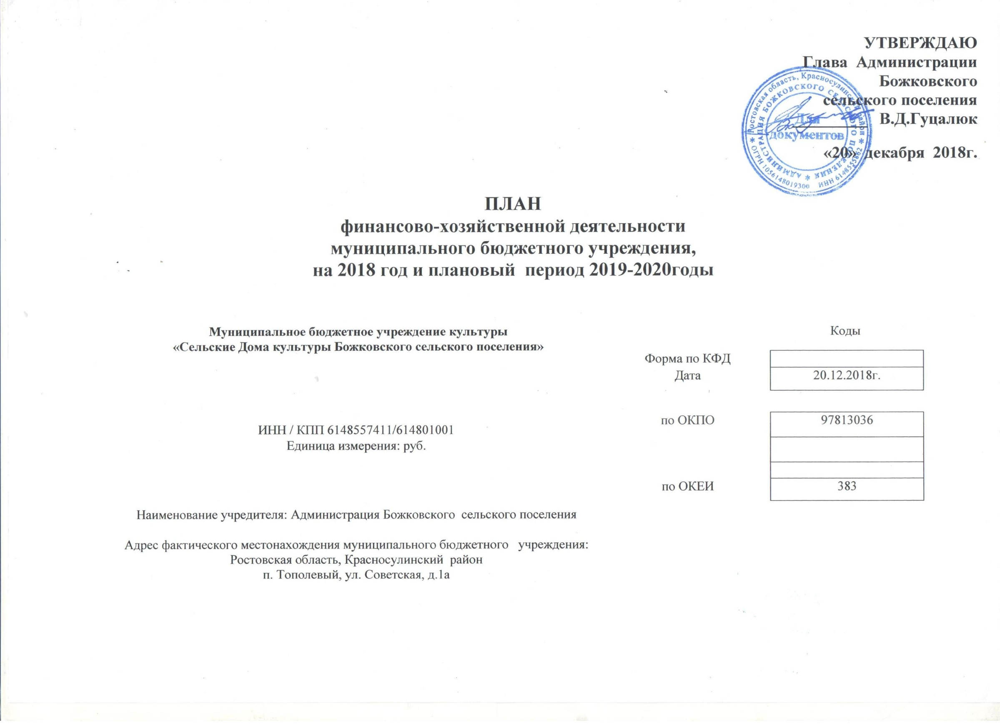 УТВЕРЖДАЮ
Глава Администрации
Божковского
сельского поселения
В.Д.Гуцалюк
«20» декабря 2018г.
Ростовская область, Красносулинский район
* ОГРН 1056148019300 ИНН 6148555862 *
АДМИНИСТРАЦИЯ БОЖКОВСКОГО СЕЛЬСКОГО ПОСЕЛЕНИЯ *
Для
документов
ПЛАН
финансово-хозяйственной деятельности
муниципального бюджетного учреждения,
на 2018 год и плановый период 2019-2020годы
Муниципальное бюджетное учреждение культуры
«Сельские Дома культуры Божковского сельского поселения»
Коды
Форма по КФД
Дата 20.12.2018г.
по ОКПО 97813036
ИНН / КПП 6148557411/614801001
Единица измерения: руб.
по ОКЕИ 383
Наименование учредителя: Администрация Божковского сельского поселения
Адрес фактического местонахождения муниципального бюджетного учреждения:
Ростовская область, Красносулинский район
п. Тополевый, ул. Советская, д.1а